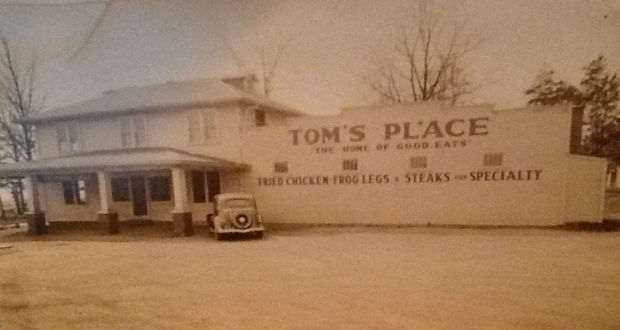 TOM'S PLACE
"THE HOME OF GOOD EATS"
FRIED CHICKEN FROG LEGS & STEAKS OUR SPECIALTY